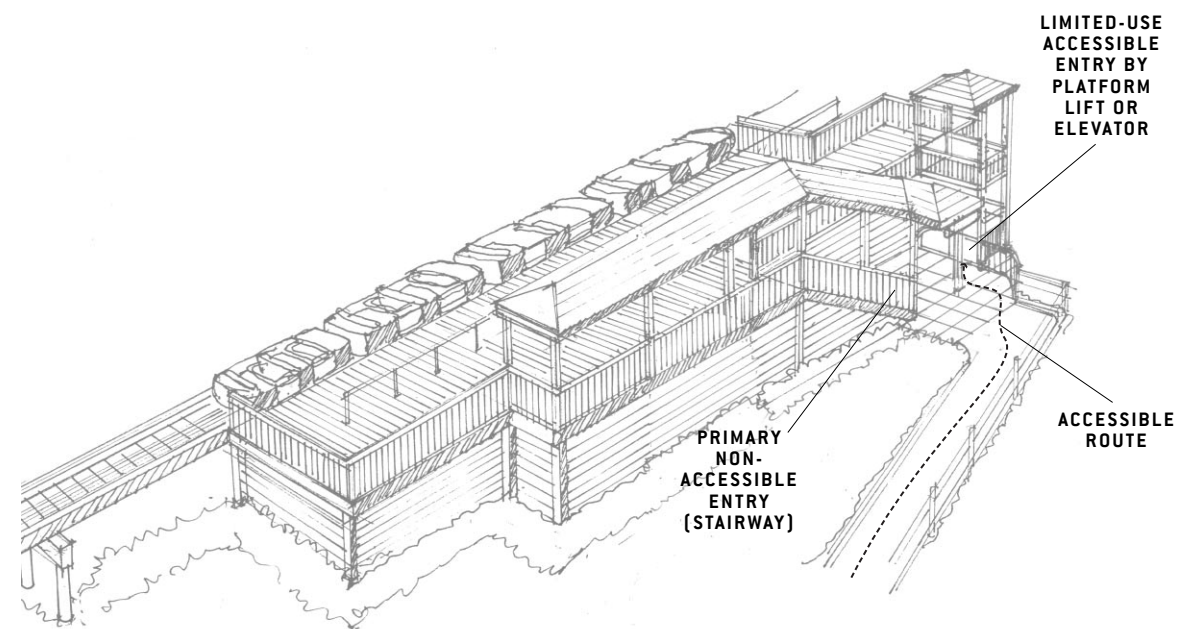 LIMITED-USE
ACCESSIBLE
ENTRY BY
PLATFORM
LIFT OR
ELEVATOR
ACCESSIBLE
ROUTE
PRIMARY
NON-
ACCESSIBLE
ENTRY
(STAIRWAY)